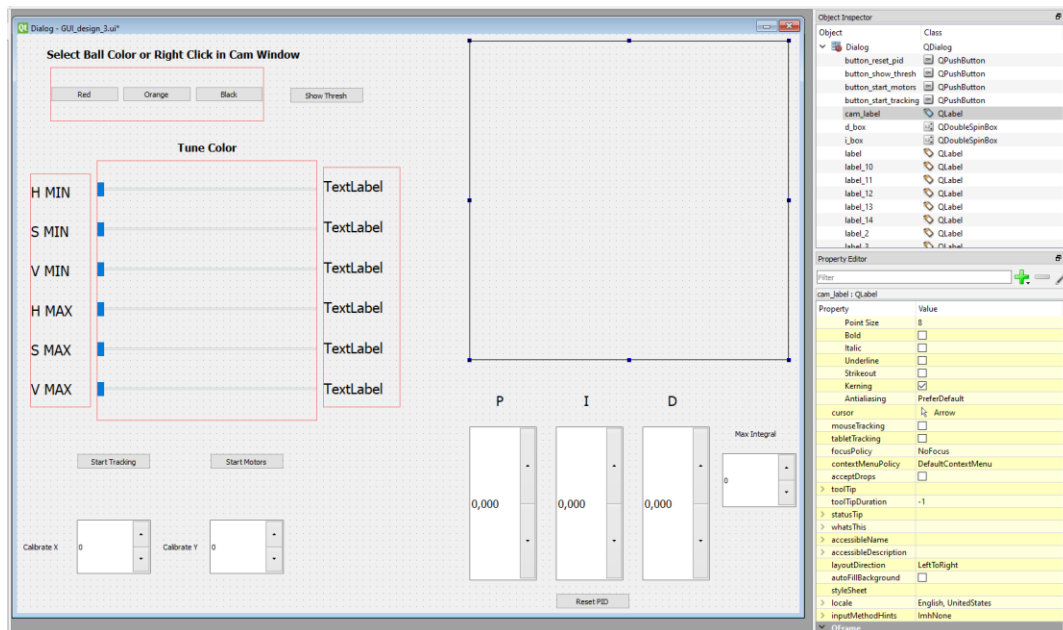 Dialog - GUI_design_3.ui*
Select Ball Color or Right Click in Cam Window
Red Orange Black Show Thresh
Tune Color
H MIN TextLabel
S MIN TextLabel
V MIN TextLabel
H MAX TextLabel
S MAX TextLabel
V MAX TextLabel
Start Tracking Start Motors
Calibrate X 0 Calibrate Y 0
P I D
Max Integral
0
0,000 0,000 0,000
Reset PID
Object Inspector
Object Class
Dialog QDialog
button_reset_pid QPushButton
button_show_thresh QPushButton
button_start_motors QPushButton
button_start_tracking QPushButton
cam_label QLabel
d_box QDoubleSpinBox
i_box QDoubleSpinBox
label QLabel
label_10 QLabel
label_11 QLabel
label_12 QLabel
label_13 QLabel
label_14 QLabel
label_2 QLabel
label_3 QLabel
Property Editor
Filter
cam_label : QLabel
Property Value
Point Size 8
Bold
Italic
Underline
Strikeout
Kerning
Antialiasing PreferDefault
cursor Arrow
mouseTracking
tabletTracking
focusPolicy NoFocus
contextMenuPolicy DefaultContextMenu
acceptDrops
toolTip
toolTipDuration -1
statusTip
whatsThis
accessibleName
accessibleDescription
layoutDirection LeftToRight
autoFillBackground
styleSheet
locale English, UnitedStates
inputMethodHints ImhNone
QFrame